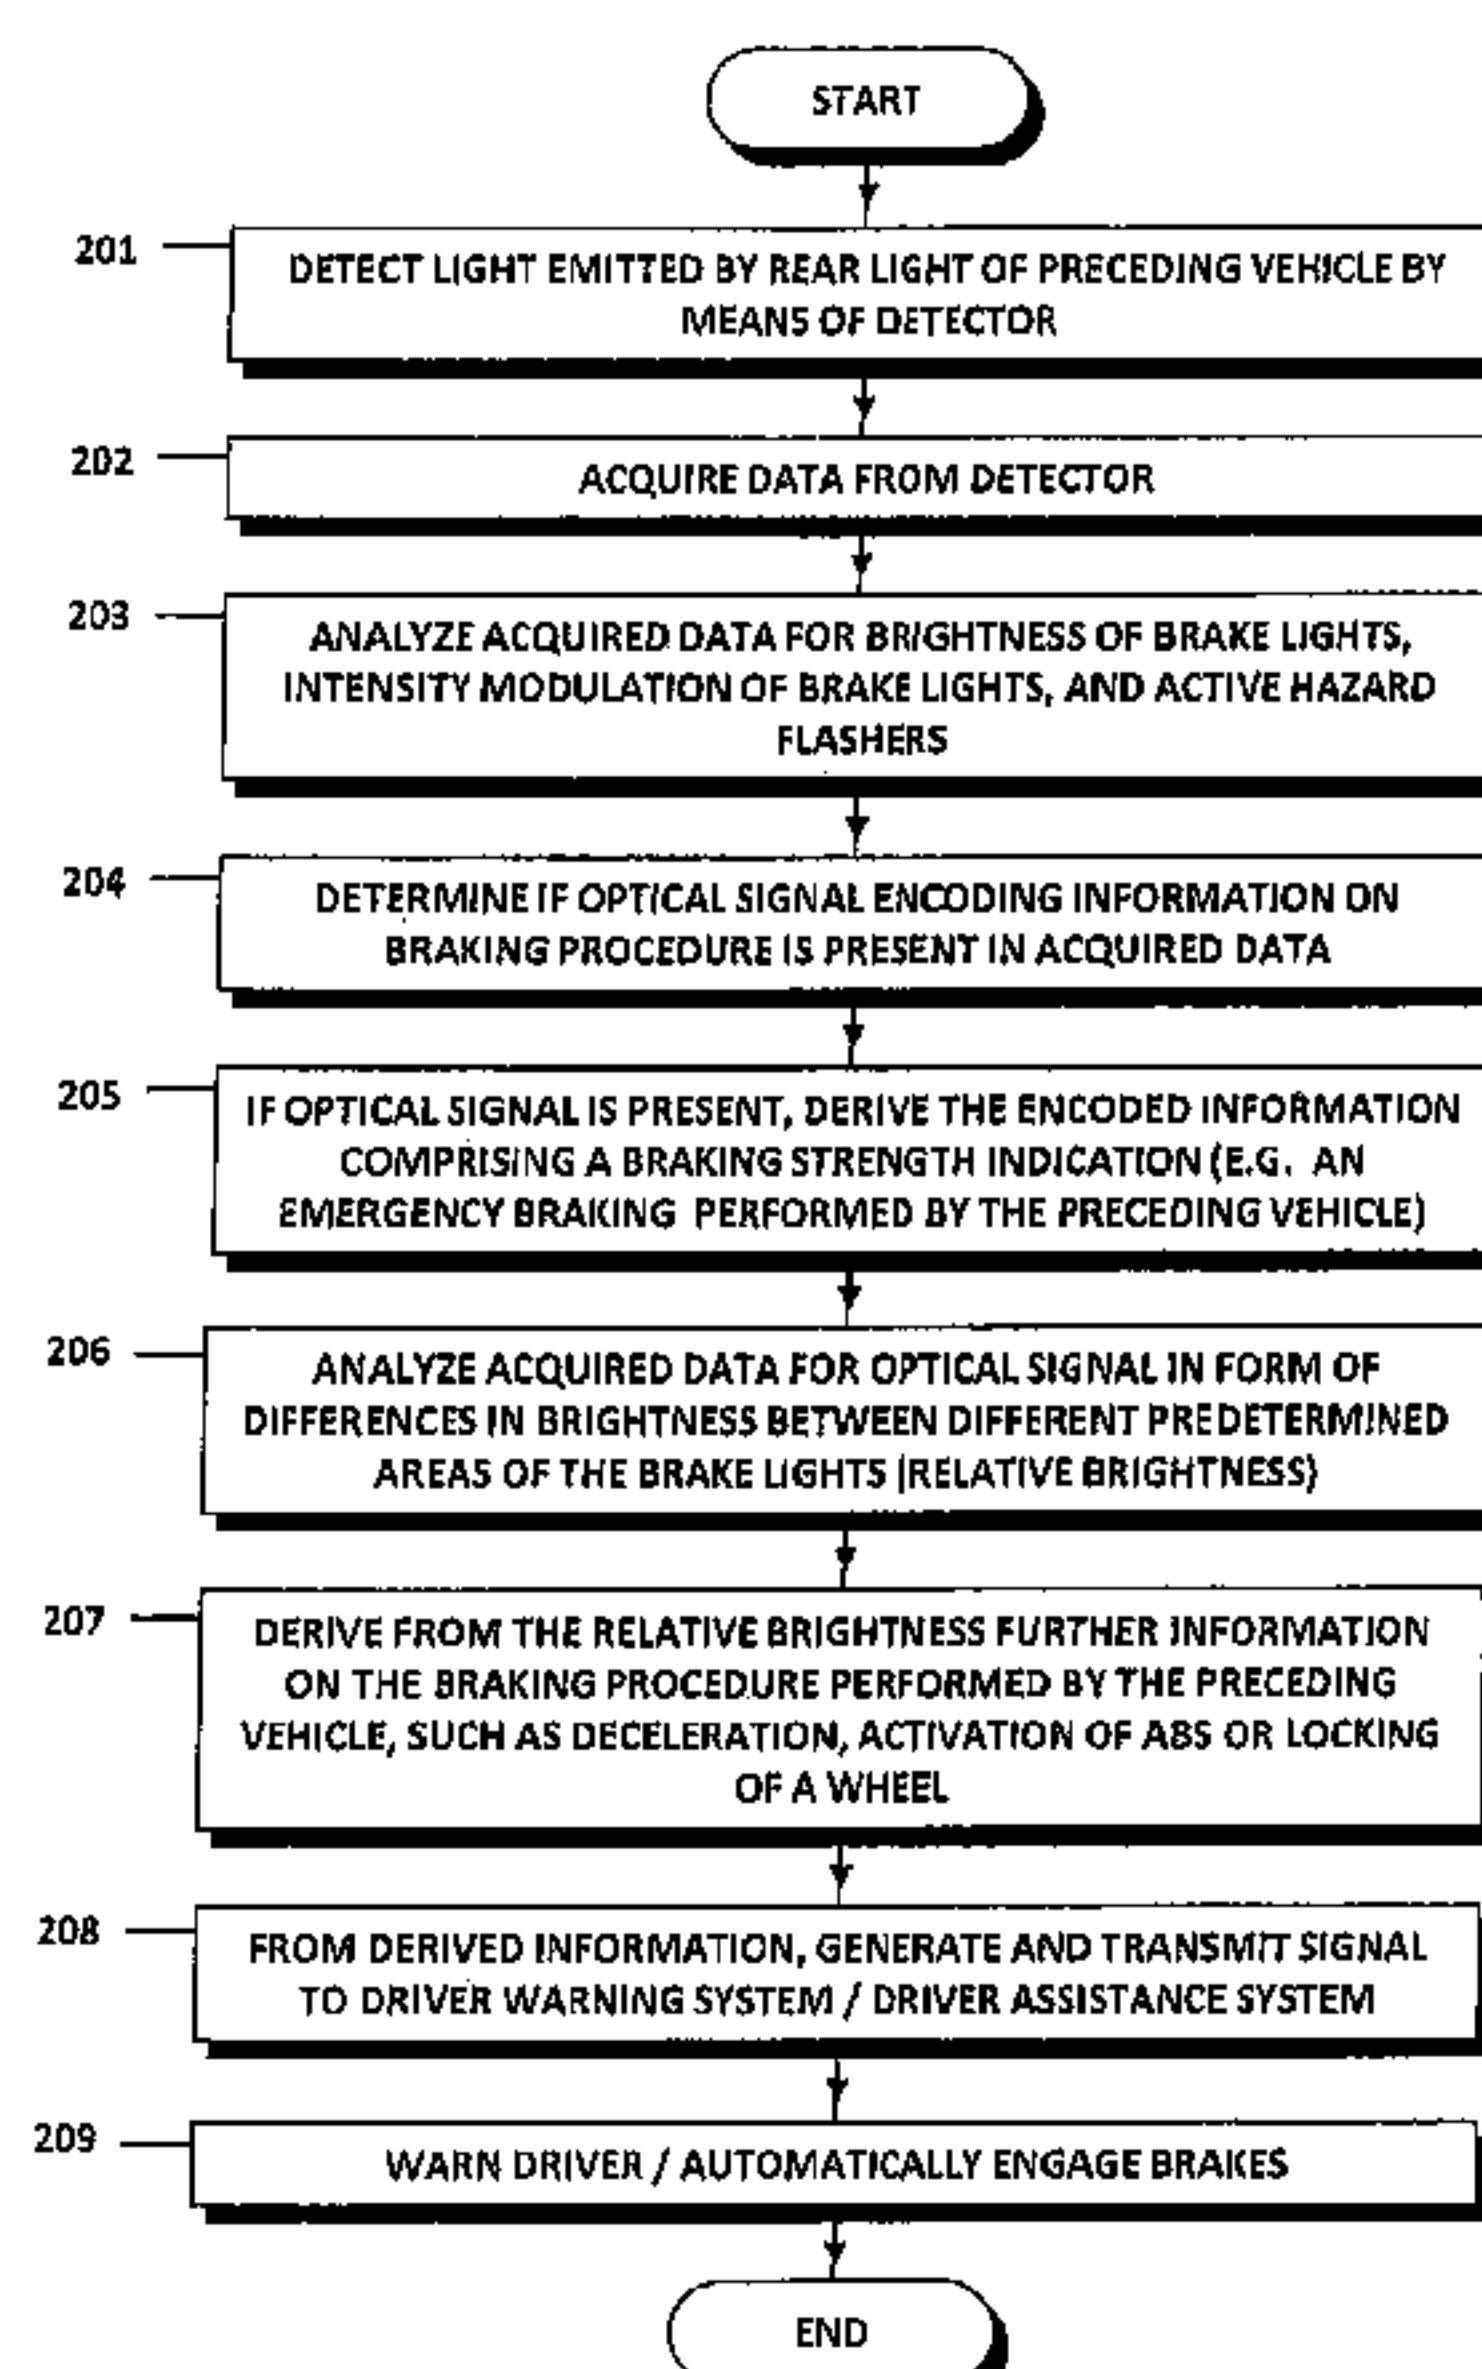 START
201
DETECT LIGHT EMITTED BY REAR LIGHT OF PRECEDING VEHICLE BY
MEANS OF DETECTOR
202
ACQUIRE DATA FROM DETECTOR
203
ANALYZE ACQUIRED DATA FOR BRIGHTNESS OF BRAKE LIGHTS,
INTENSITY MODULATION OF BRAKE LIGHTS, AND ACTIVE HAZARD
FLASHERS
204
DETERMINE IF OPTICAL SIGNAL ENCODING INFORMATION ON
BRAKING PROCEDURE IS PRESENT IN ACQUIRED DATA
205
IF OPTICAL SIGNAL IS PRESENT, DERIVE THE ENCODED INFORMATION
COMPRISING A BRAKING STRENGTH INDICATION (E.G. AN
EMERGENCY BRAKING PERFORMED BY THE PRECEDING VEHICLE)
206
ANALYZE ACQUIRED DATA FOR OPTICAL SIGNAL IN FORM OF
DIFFERENCES IN BRIGHTNESS BETWEEN DIFFERENT PREDETERMINED
AREAS OF THE BRAKE LIGHTS (RELATIVE BRIGHTNESS)
207
DERIVE FROM THE RELATIVE BRIGHTNESS FURTHER INFORMATION
ON THE BRAKING PROCEDURE PERFORMED BY THE PRECEDING
VEHICLE, SUCH AS DECELERATION, ACTIVATION OF ABS OR LOCKING
OF A WHEEL
208
FROM DERIVED INFORMATION, GENERATE AND TRANSMIT SIGNAL
TO DRIVER WARNING SYSTEM / DRIVER ASSISTANCE SYSTEM
209
WARN DRIVER / AUTOMATICALLY ENGAGE BRAKES
END